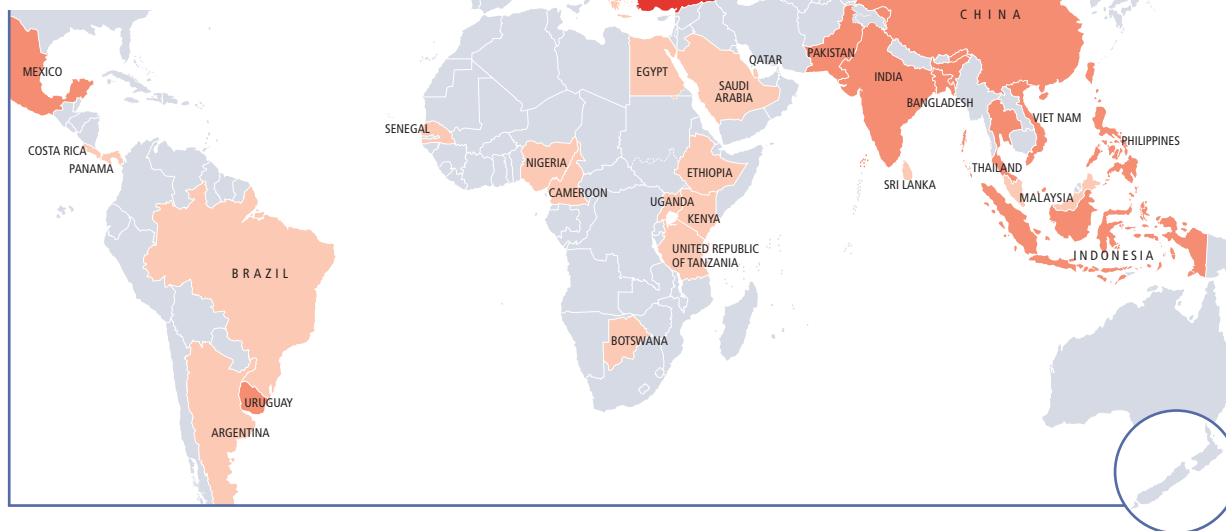 CHINA
MEXICO
PAKISTAN
QATAR
EGYPT
INDIA
SAUDI
ARABIA
BANGLADESH
VIET NAM
SENEGAL
PHILIPPINES
COSTA RICA
NIGERIA
PANAMA
THAILAND
ETHIOPIA
SRI LANKA
CAMEROON
MALAYSIA
UGANDA
KENYA
UNITED REPUBLIC
OF TANZANIA
INDONESIA
BRAZIL
BOTSWANA
URUGUAY
ARGENTINA